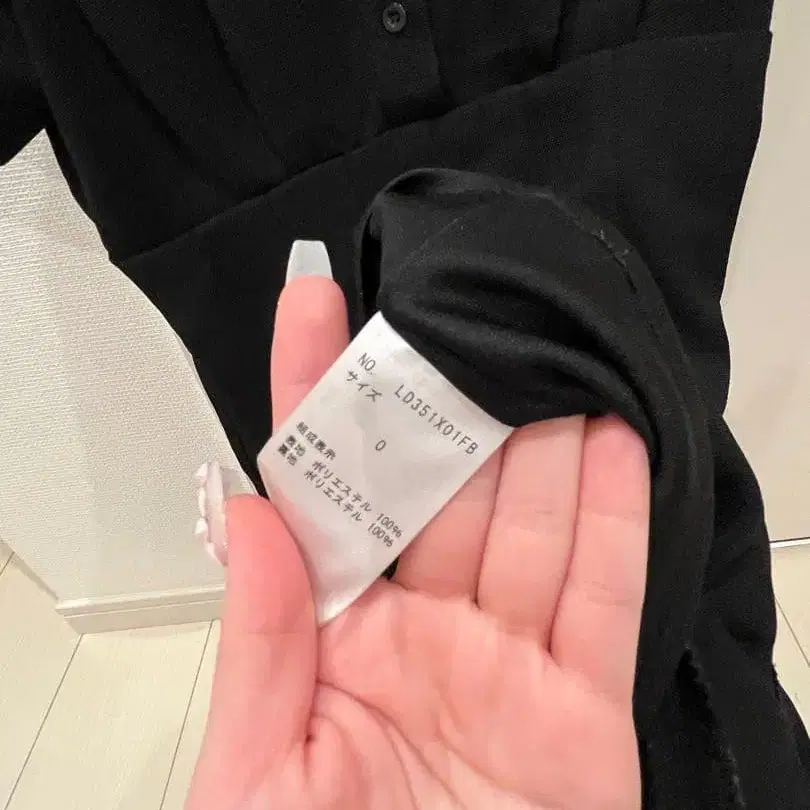 NO. LD351X01FB
サイズ 0
組成表示
表地 ポリエステル 100%
裏地 ポリエステル 100%